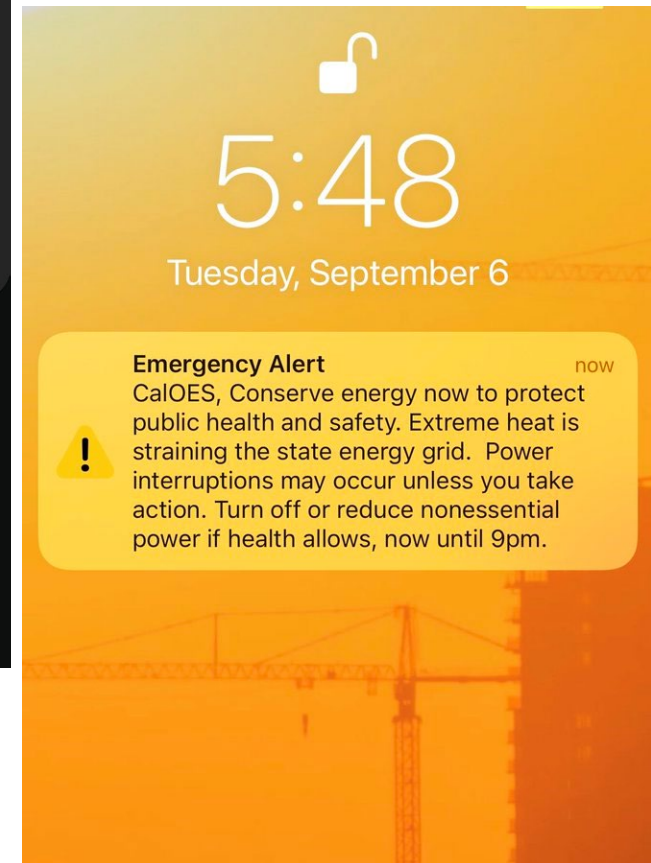 5:48
Tuesday, September 6
Emergency Alert now
CalOES, Conserve energy now to protect
public health and safety. Extreme heat is
straining the state energy grid. Power
interruptions may occur unless you take
action. Turn off or reduce nonessential
power if health allows, now until 9pm.